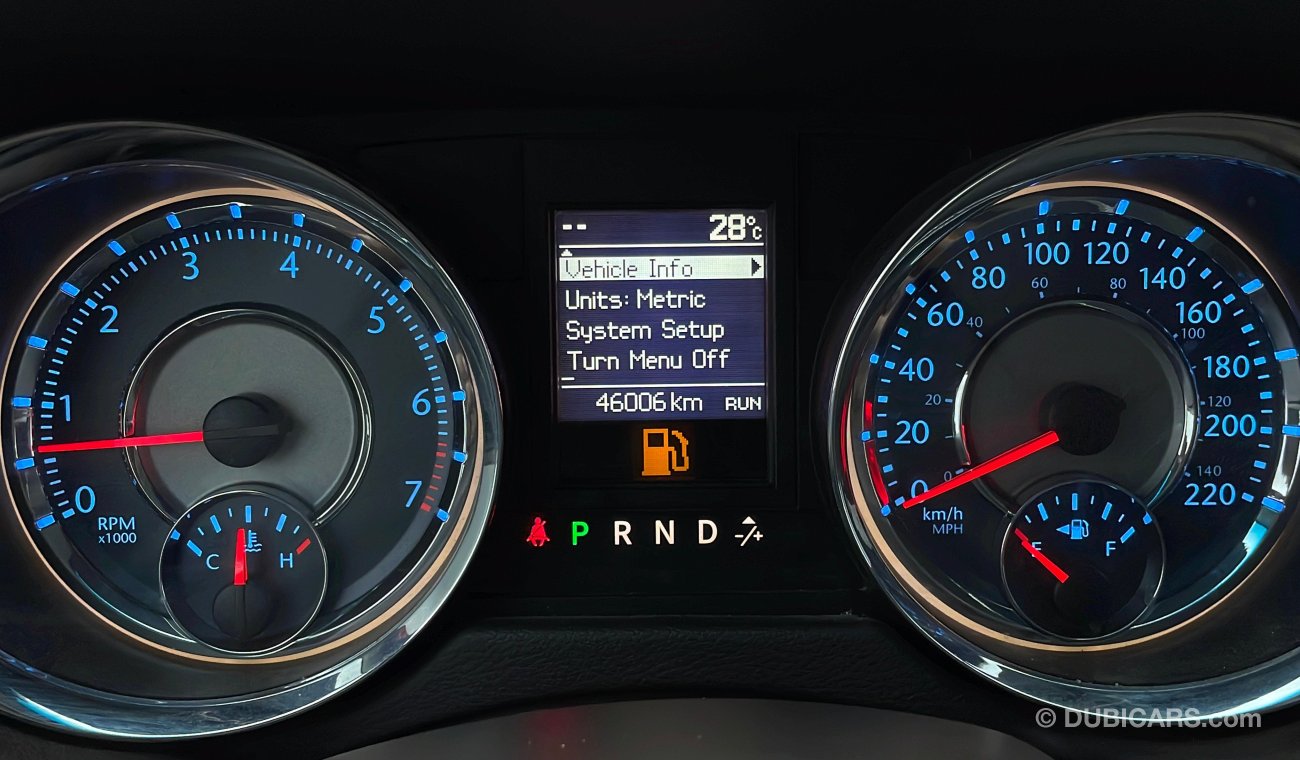 -- 28°C
Vehicle Info
Units: Metric
System Setup
Turn Menu Off
46006 km RUN
P R N D -/+
0 1 2 3 4 5 6 7
RPM
x1000
C H
0 20 40 60 80 100 120 140 160 180 200 220
0 20 40 60 80 100 120 140
km/h
MPH
E F
© DUBICARS.com